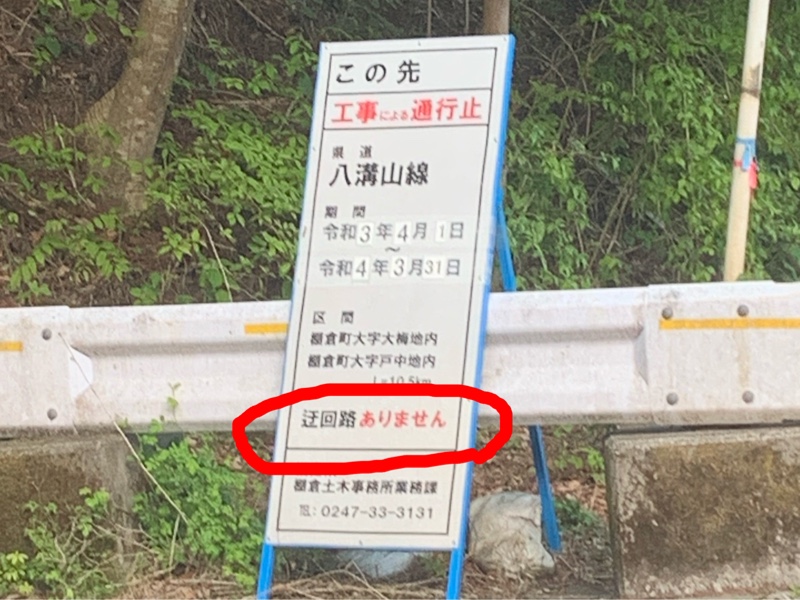 この先
工事による通行止
県道
八溝山線
期間
令和3年4月1日
～
令和4年3月31日
区間
棚倉町大字大梅地内
棚倉町大字戸中地内
L=10.5km
迂回路ありません
棚倉土木事務所業務課
TEL:0247-33-3131